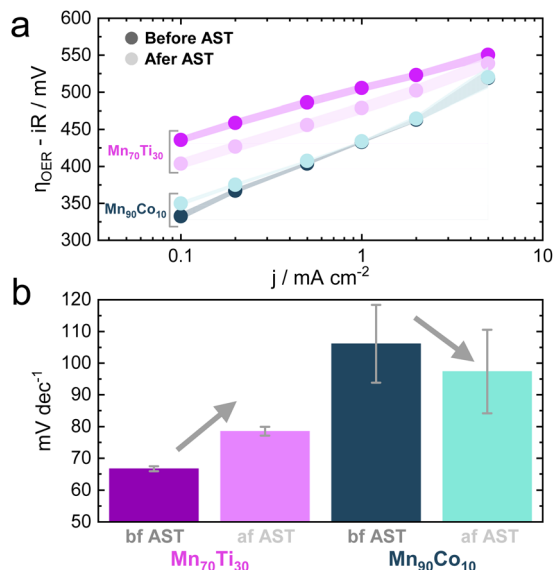 a
Before AST
Afer AST
η_OER - iR / mV
550
500
450
400
350
300
600
Mn₇₀Ti₃₀
Mn₉₀Co₁₀
0.1
1
10
j / mA cm⁻²
b
mV dec⁻¹
120
110
100
90
80
70
60
50
bf AST
af AST
bf AST
af AST
Mn₇₀Ti₃₀
Mn₉₀Co₁₀